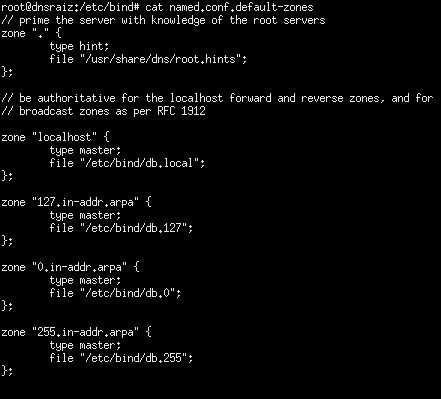 root@dnsraiz:/etc/bind# cat named.conf.default-zones
// prime the server with knowledge of the root servers
zone "." {
        type hint;
        file "/usr/share/dns/root.hints";
};

// be authoritative for the localhost forward and reverse zones, and for
// broadcast zones as per RFC 1912

zone "localhost" {
        type master;
        file "/etc/bind/db.local";
};

zone "127.in-addr.arpa" {
        type master;
        file "/etc/bind/db.127";
};

zone "0.in-addr.arpa" {
        type master;
        file "/etc/bind/db.0";
};

zone "255.in-addr.arpa" {
        type master;
        file "/etc/bind/db.255";
};